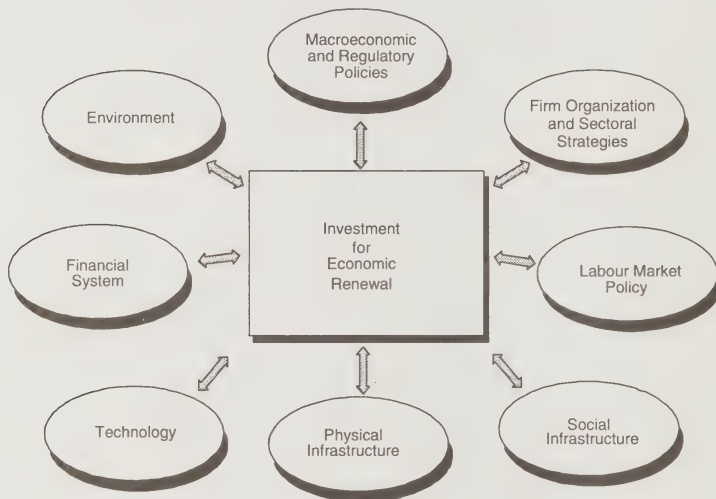 Macroeconomic
and Regulatory
Policies
Environment
Firm Organization
and Sectoral
Strategies
Investment
for
Economic
Renewal
Financial
System
Labour Market
Policy
Technology
Physical
Infrastructure
Social
Infrastructure